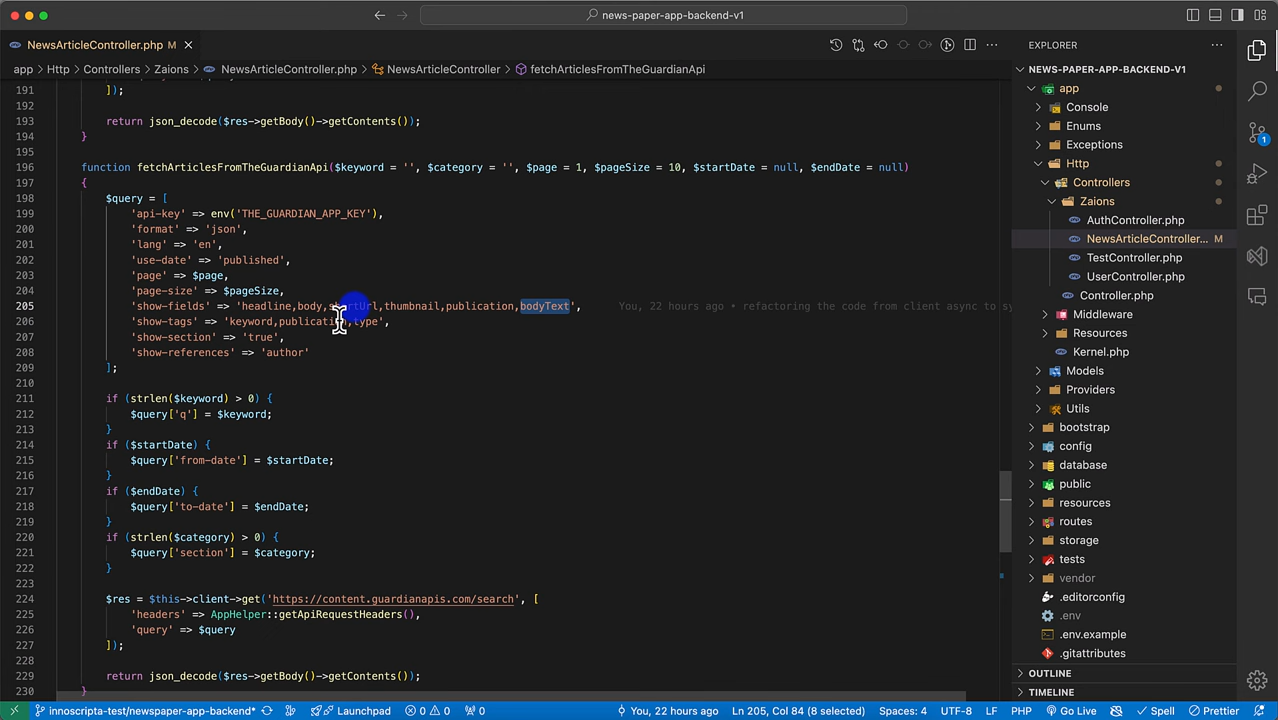 news-paper-app-backend-v1
NewsArticleController.php M
EXPLORER
app > Http > Controllers > Zaions > NewsArticleController.php > NewsArticleController > fetchArticlesFromTheGuardianApi
191 ]);
192
193 return json_decode($res->getBody()->getContents());
194 }
195
196 function fetchArticlesFromTheGuardianApi($keyword = '', $category = '', $page = 1, $pageSize = 10, $startDate = null, $endDate = null)
197 {
198 $query = [
199 'api-key' => env('THE_GUARDIAN_APP_KEY'),
200 'format' => 'json',
201 'lang' => 'en',
202 'use-date' => 'published',
203 'page' => $page,
204 'page-size' => $pageSize,
205 'show-fields' => 'headline,body,shortUrl,thumbnail,publication,bodyText', You, 22 hours ago • refactoring the code from client async to sy
206 'show-tags' => 'keyword,publication,type',
207 'show-section' => 'true',
208 'show-references' => 'author'
209 ];
210
211 if (strlen($keyword) > 0) {
212 $query['q'] = $keyword;
213 }
214 if ($startDate) {
215 $query['from-date'] = $startDate;
216 }
217 if ($endDate) {
218 $query['to-date'] = $endDate;
219 }
220 if (strlen($category) > 0) {
221 $query['section'] = $category;
222 }
223
224 $res = $this->client->get('https://content.guardianapis.com/search', [
225 'headers' => AppHelper::getApiRequestHeaders(),
226 'query' => $query
227 ]);
228
229 return json_decode($res->getBody()->getContents());
230 }
NEWS-PAPER-APP-BACKEND-V1
app
Console
Enums
Exceptions
Http
Controllers
Zaions
AuthController.php
NewsArticleController... M
TestController.php
UserController.php
Controller.php
Middleware
Resources
Kernel.php
Models
Providers
Utils
bootstrap
config
database
public
resources
routes
storage
tests
vendor
.editorconfig
.env
.env.example
.gitattributes
OUTLINE
TIMELINE
1
innoscripta-test/newspaper-app-backend* Launchpad 0 0 0 You, 22 hours ago Ln 205, Col 84 (8 selected) Spaces: 4 UTF-8 LF PHP Go Live Spell Prettier